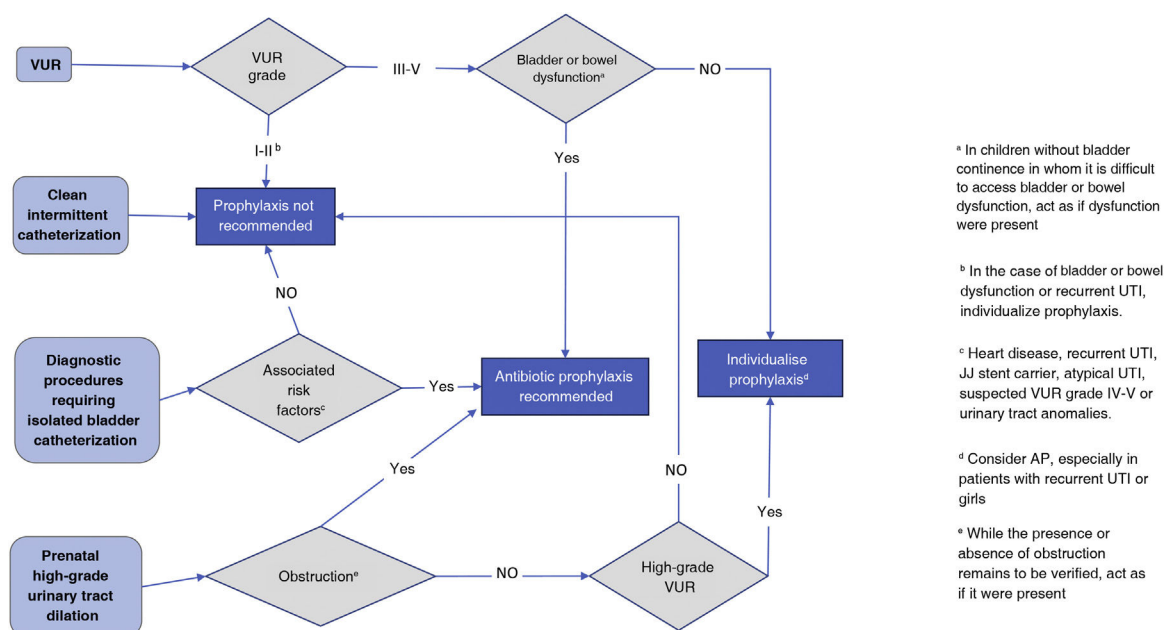 VUR
VUR
grade
III-V
Bladder or bowel
dysfunctionᵃ
NO
I-II ᵇ
Yes
Clean
intermittent
catheterization
Prophylaxis not
recommended
NO
Diagnostic
procedures
requiring
isolated bladder
catheterization
Associated
risk
factorsᶜ
Yes
Antibiotic prophylaxis
recommended
Individualise
prophylaxisᵈ
Yes
NO
Yes
Prenatal
high-grade
urinary tract
dilation
Obstructionᵉ
NO
High-grade
VUR
ᵃ In children without bladder
continence in whom it is difficult
to access bladder or bowel
dysfunction, act as if dysfunction
were present
ᵇ In the case of bladder or bowel
dysfunction or recurrent UTI,
individualize prophylaxis.
ᶜ Heart disease, recurrent UTI,
JJ stent carrier, atypical UTI,
suspected VUR grade IV-V or
urinary tract anomalies.
ᵈ Consider AP, especially in
patients with recurrent UTI or
girls
ᵉ While the presence or
absence of obstruction
remains to be verified, act as
if it were present